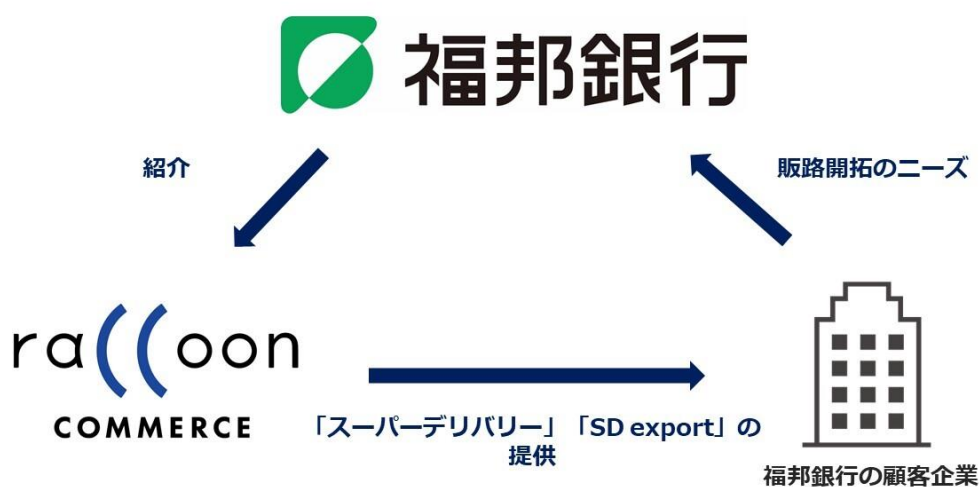 福邦銀行
紹介
販路開拓のニーズ
raccoon
COMMERCE
「スーパーデリバリー」「SD export」の
提供
福邦銀行の顧客企業